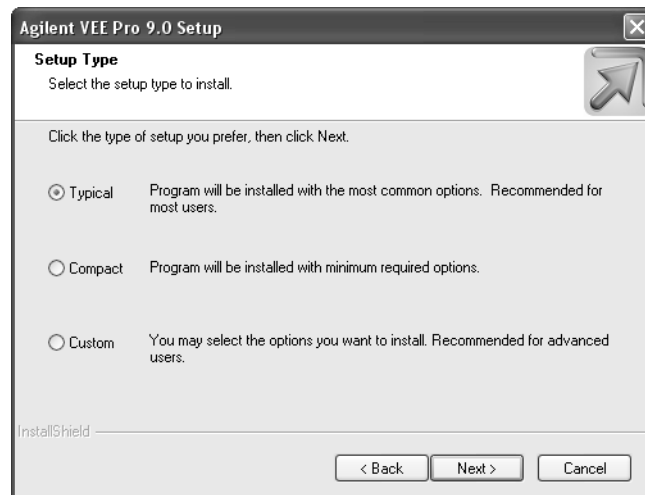 Agilent VEE Pro 9.0 Setup
Setup Type
Select the setup type to install.
Click the type of setup you prefer, then click Next.
Typical Program will be installed with the most common options. Recommended for
most users.
Compact Program will be installed with minimum required options.
Custom You may select the options you want to install. Recommended for advanced
users.
InstallShield
< Back Next > Cancel